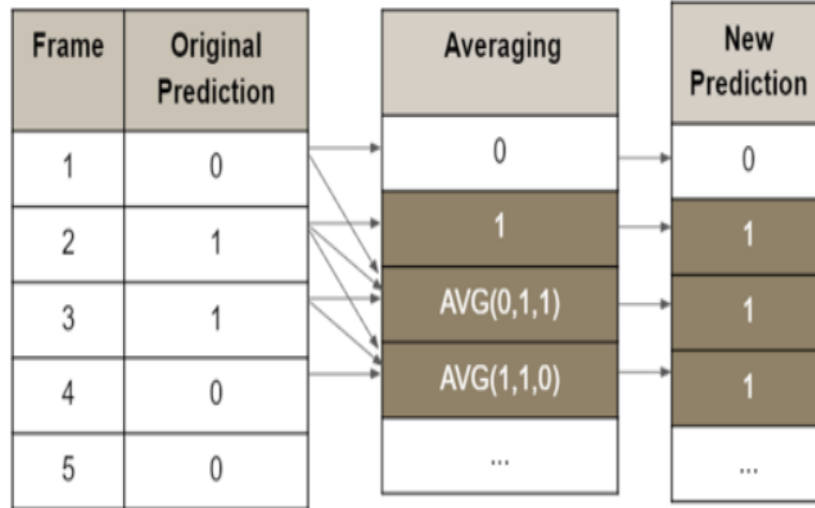 Frame Original Prediction Averaging New Prediction
1 0 0 0
2 1 1 1
3 1 AVG(0,1,1) 1
4 0 AVG(1,1,0) 1
5 0 ... ...